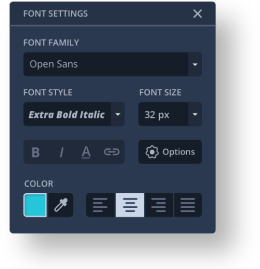 FONT SETTINGS
FONT FAMILY
Open Sans
FONT STYLE FONT SIZE
Extra Bold Italic 32 px
B I A Options
COLOR